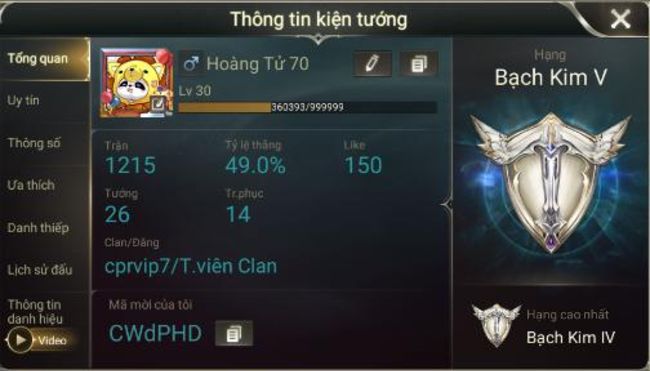 Thông tin kiện tướng
Tổng quan
Uy tín
Thông số
Ưa thích
Danh thiếp
Lịch sử đấu
Thông tin
danh hiệu
Video
Hoàng Tử 70
Lv 30
360393/999999
Trận
Tỷ lệ thắng
Like
1215
49.0%
150
Tướng
Tr.phục
26
14
Clan/Đảng
cprvip7/T.viên Clan
Mã mời của tôi
CWdPHD
Hạng
Bạch Kim V
Hạng cao nhất
Bạch Kim IV